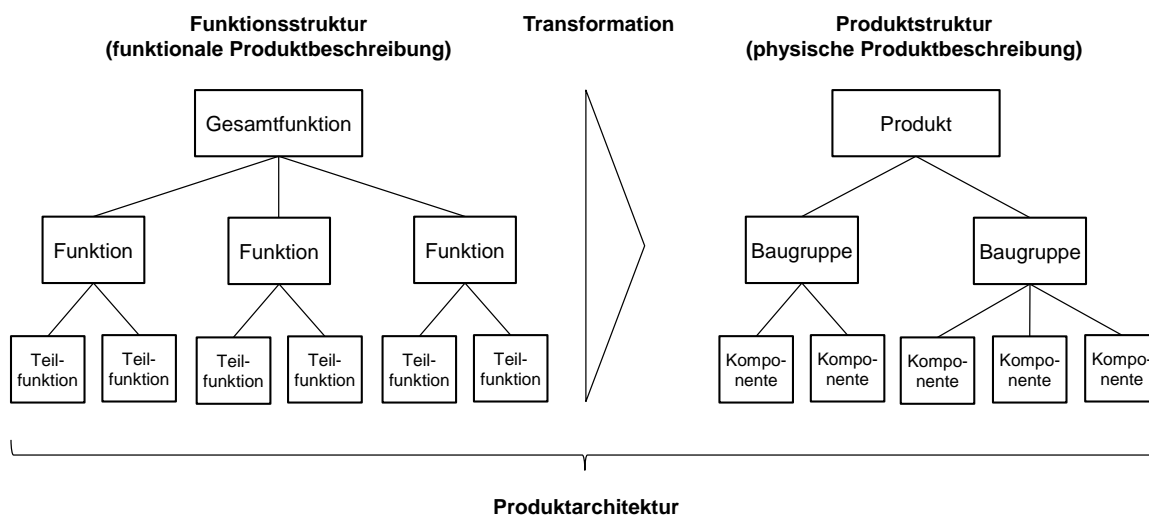 Funktionsstruktur
(funktionale Produktbeschreibung)
Transformation
Produktstruktur
(physische Produktbeschreibung)
Gesamtfunktion
Produkt
Funktion
Funktion
Funktion
Baugruppe
Baugruppe
Teil-
funktion
Teil-
funktion
Teil-
funktion
Teil-
funktion
Teil-
funktion
Teil-
funktion
Kompo-
nente
Kompo-
nente
Kompo-
nente
Kompo-
nente
Kompo-
nente
Produktarchitektur